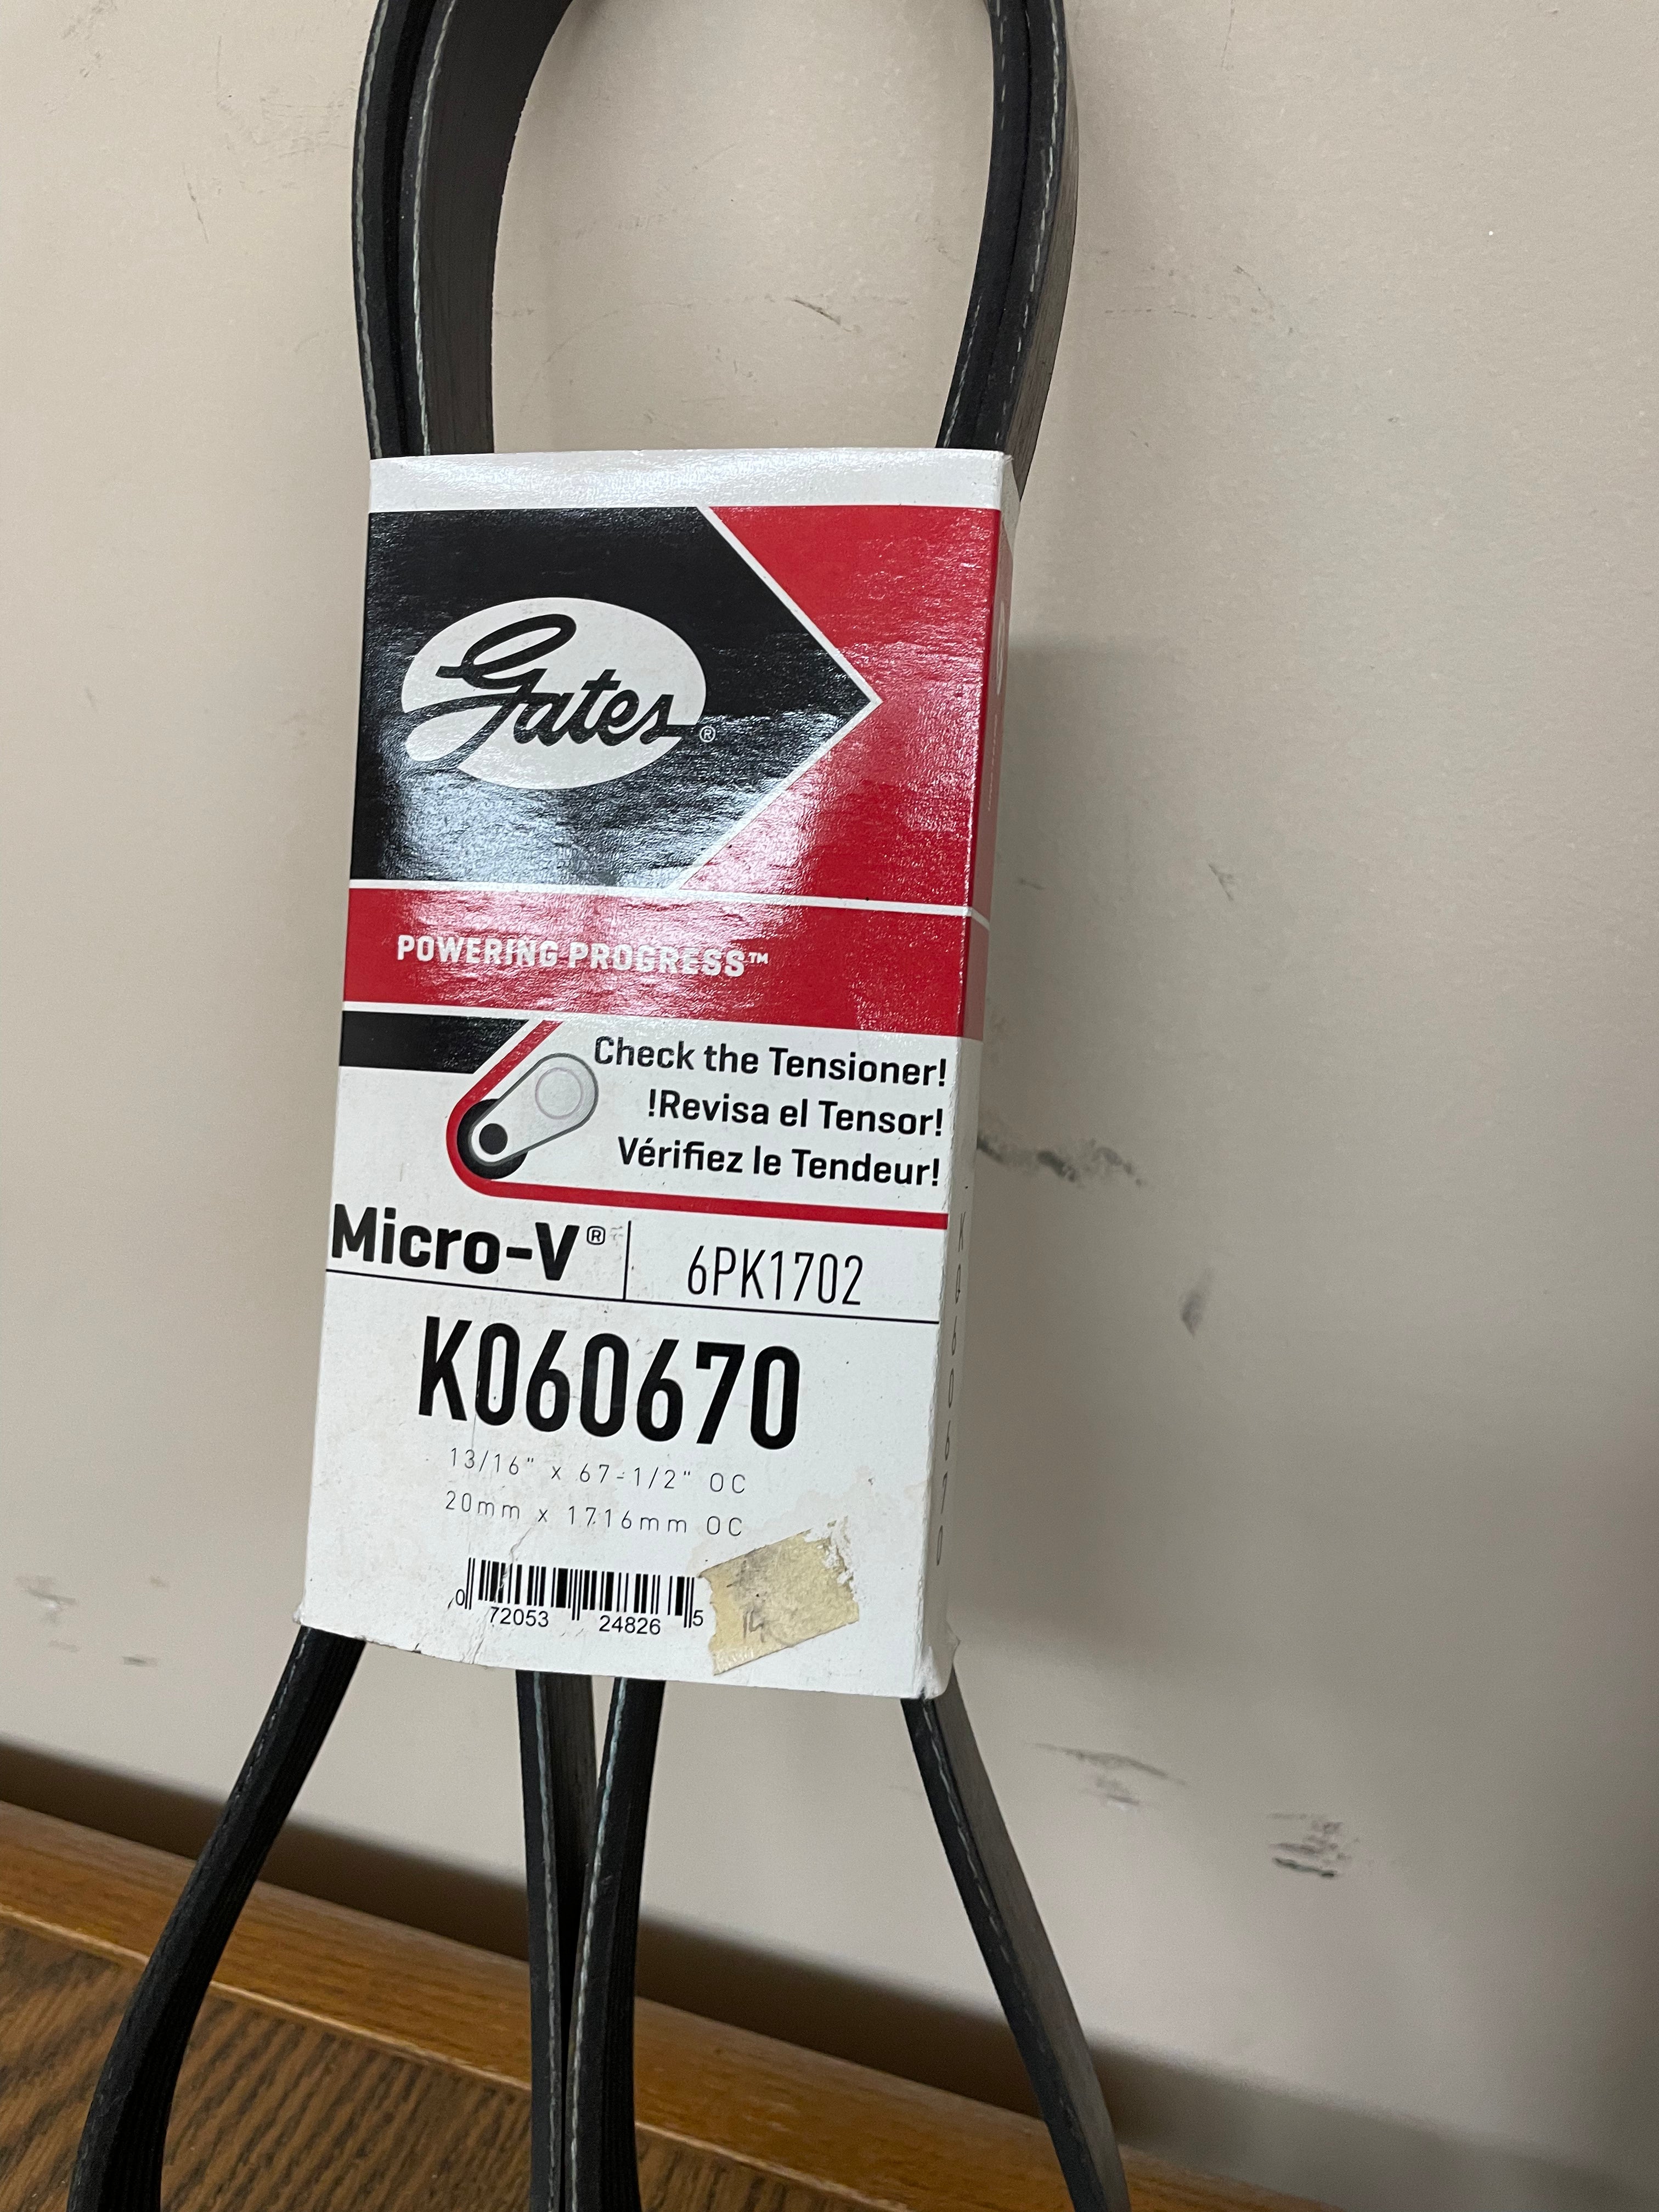 Gates®
POWERING PROGRESS™
Check the Tensioner!
!Revisa el Tensor!
Vérifiez le Tendeur!
Micro-V® 6PK1702
K060670
13/16" x 67-1/2" OC
20mm x 1716mm OC
0 72053 24826 5
K060670